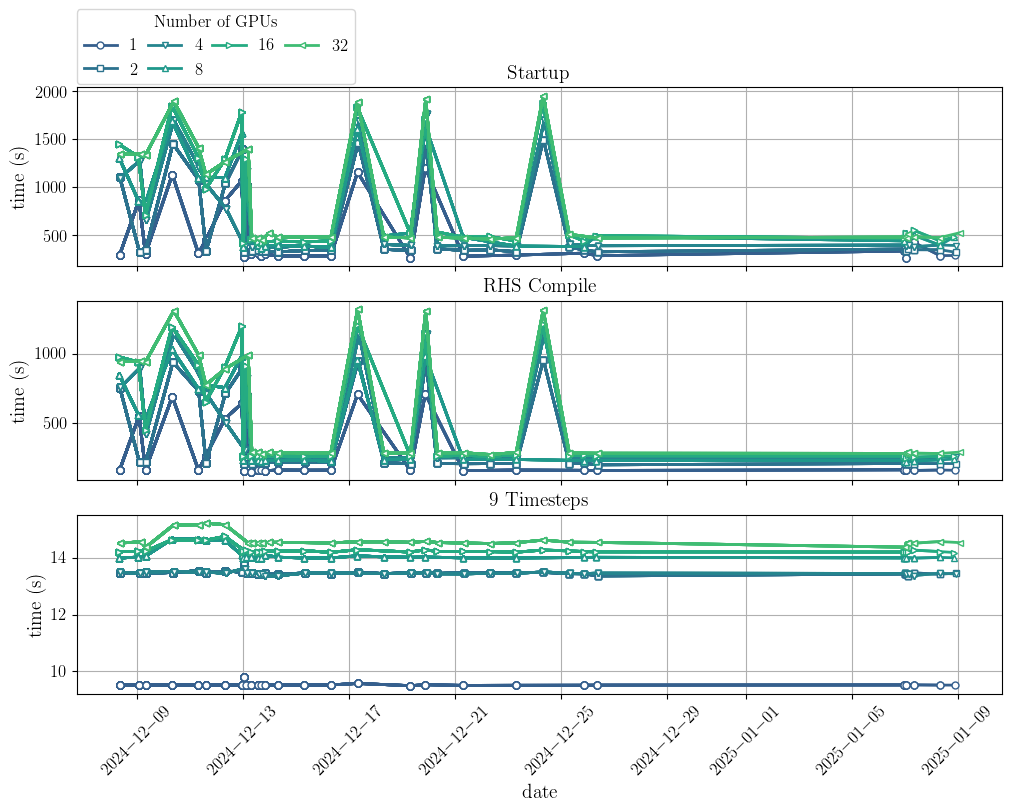 Number of GPUs
1 4 16 32
2 8
Startup
2000
1500
1000
500
time (s)
RHS Compile
1000
500
time (s)
9 Timesteps
14
12
10
time (s)
2024−12−09 2024−12−13 2024−12−17 2024−12−21 2024−12−25 2024−12−29 2025−01−01 2025−01−05 2025−01−09
date